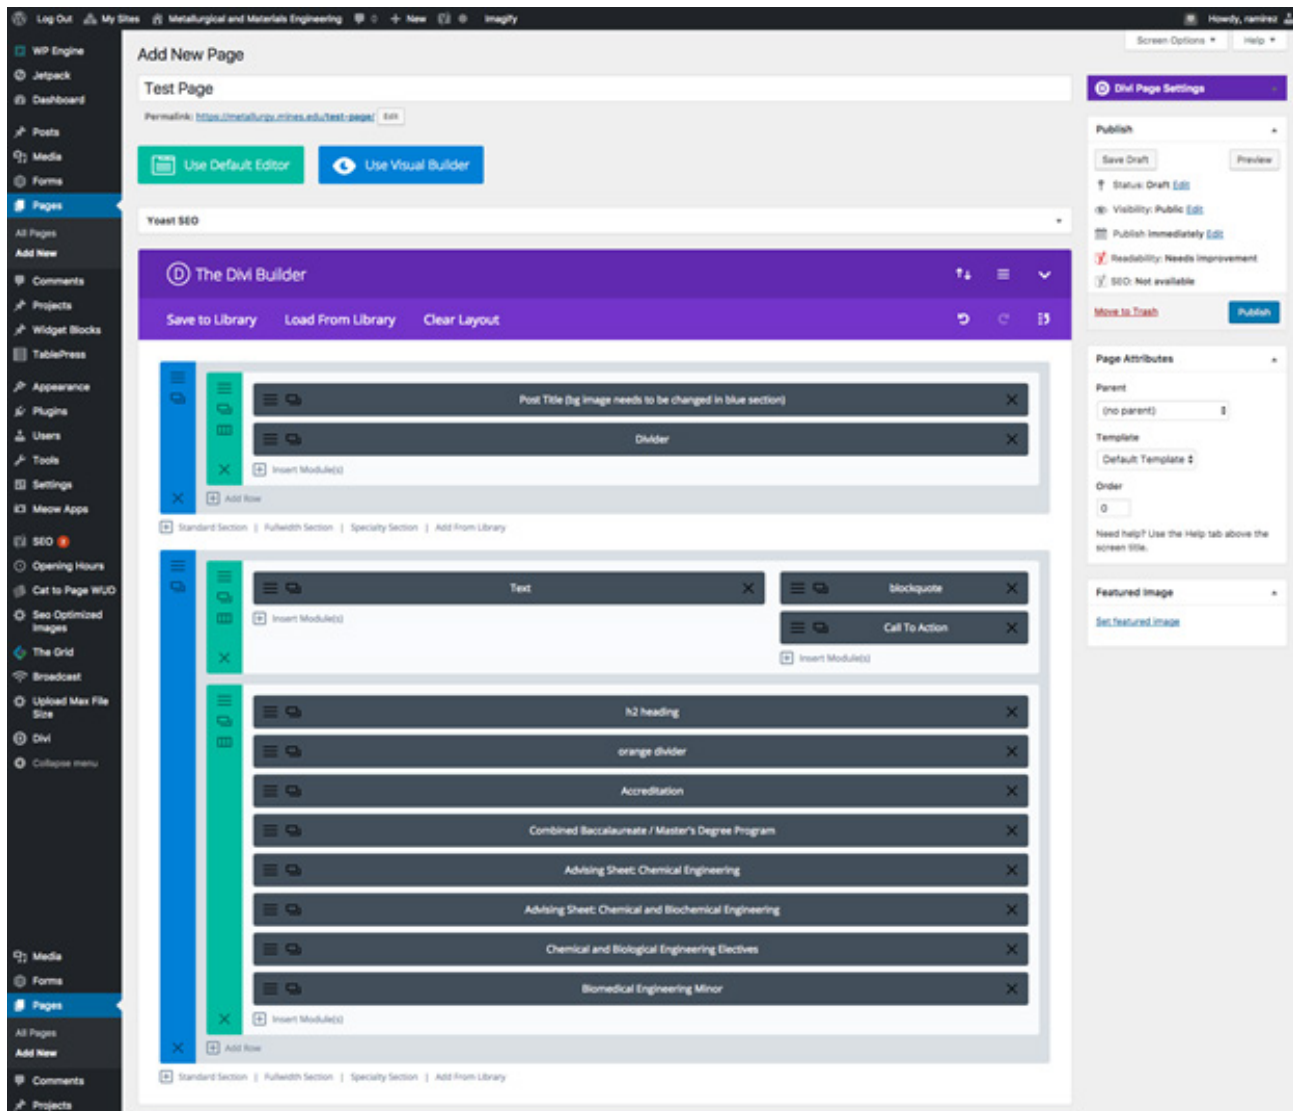 Log Out My Sites Metallurgical and Materials Engineering 0 New 0 Imagify Howdy, ramirez
Screen Options Help
WP Engine
Jetpack
Dashboard
Posts
Media
Forms
Pages
All Pages
Add New
Comments
Projects
Widget Blocks
TablePress
Appearance
Plugins
Users
Tools
Settings
Meow Apps
SEO
Opening Hours
Cat to Page WUD
Seo Optimized
Images
The Grid
Broadcast
Upload Max File
Size
Divi
Collapse menu
Media
Forms
Pages
All Pages
Add New
Comments
Projects
Add New Page
Test Page
Permalink: https://metallurgy.mines.edu/test-page/ Edit
Use Default Editor Use Visual Builder
Yoast SEO
The Divi Builder
Save to Library Load From Library Clear Layout
Post Title (bg image needs to be changed in blue section)
Divider
Insert Module(s)
Add Row
Standard Section | Fullwidth Section | Specialty Section | Add From Library
Text
Insert Module(s)
blockquote
Call To Action
Insert Module(s)
h2 heading
orange divider
Accreditation
Combined Baccalaureate / Master's Degree Program
Advising Sheet: Chemical Engineering
Advising Sheet: Chemical and Biochemical Engineering
Chemical and Biological Engineering Electives
Biomedical Engineering Minor
Insert Module(s)
Add Row
Standard Section | Fullwidth Section | Specialty Section | Add From Library
Divi Page Settings
Publish
Save Draft Preview
Status: Draft Edit
Visibility: Public Edit
Publish Immediately Edit
Readability: Needs improvement
SEO: Not available
Move to Trash Publish
Page Attributes
Parent
(no parent)
Template
Default Template
Order
0
Need help? Use the Help tab above the
screen title.
Featured Image
Set featured image